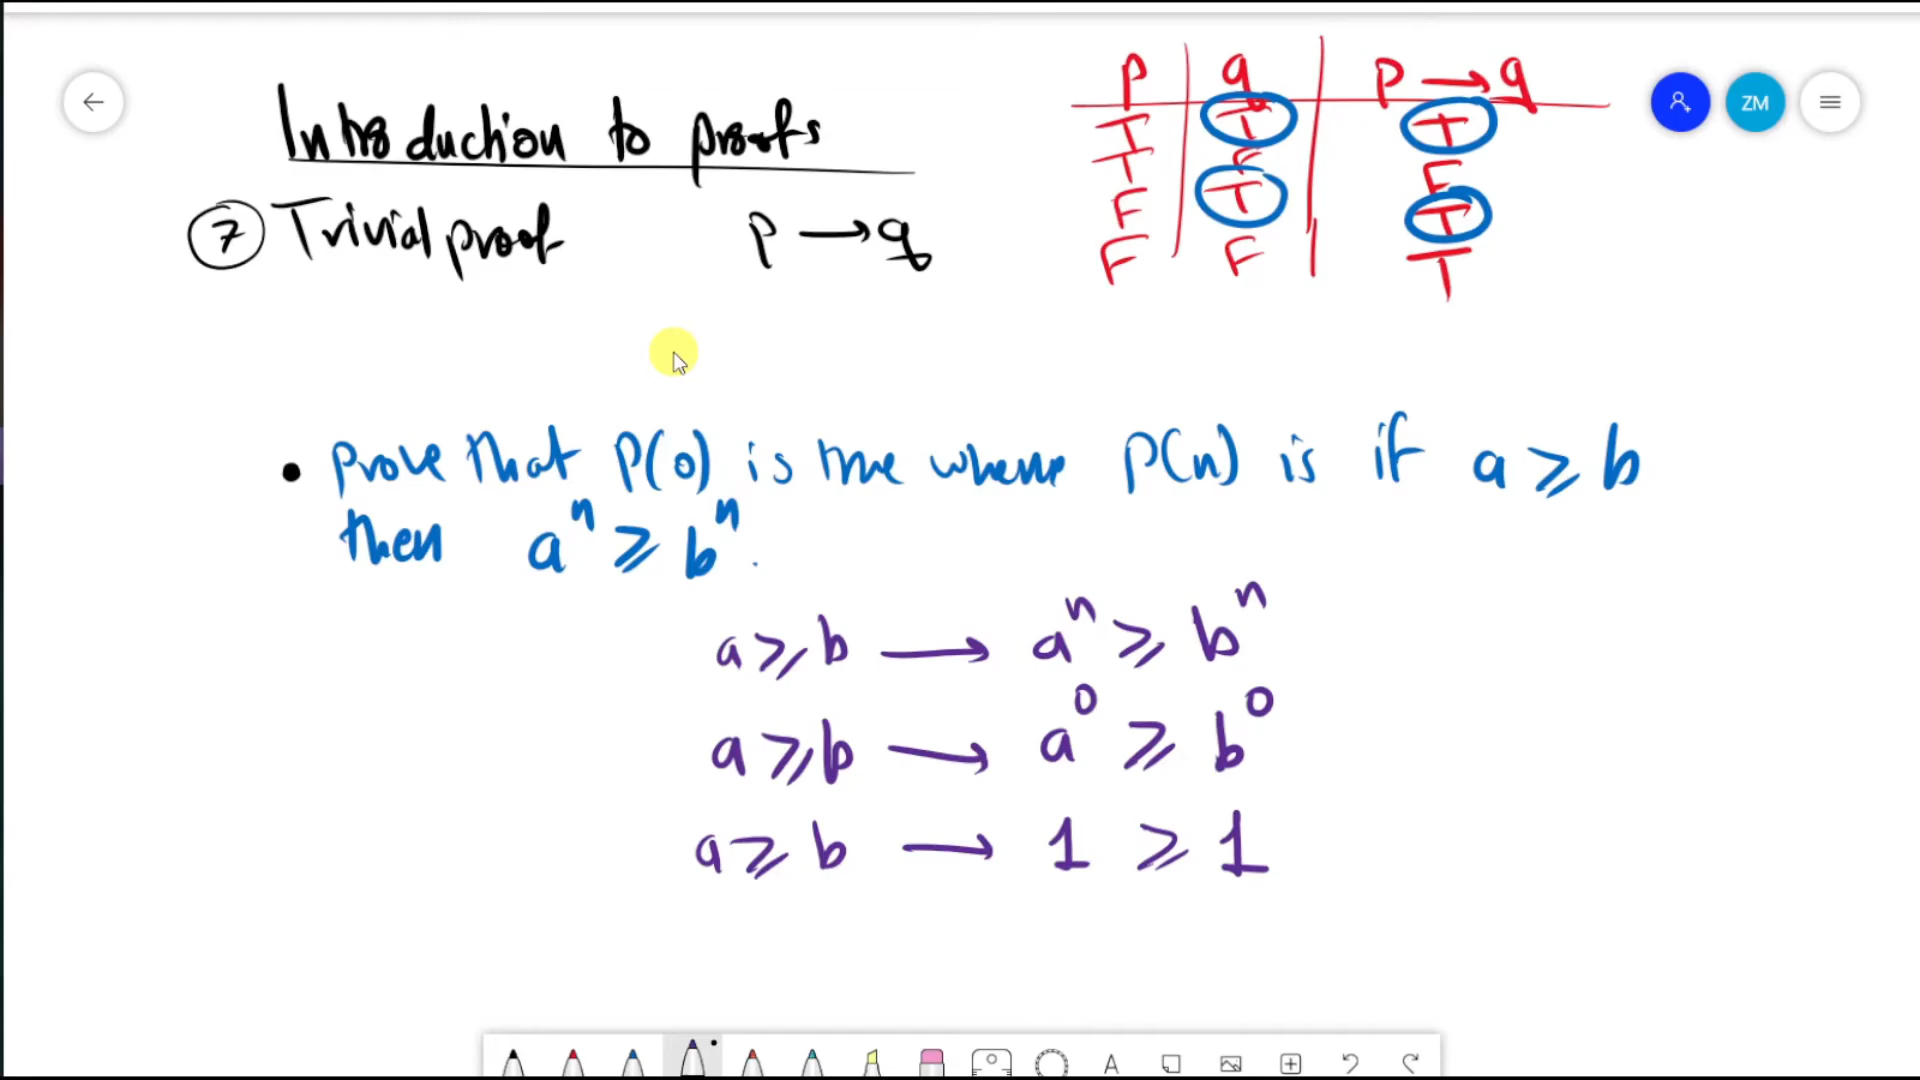 Introduction to proofs
⑦ Trivial proof p → q
p q p → q
T T T
T F F
F T T
F F T
ZM
• prove that P(0) is true where P(n) is if a ⩾ b
then aⁿ ⩾ bⁿ.
a ⩾ b → aⁿ ⩾ bⁿ
a ⩾ b → a⁰ ⩾ b⁰
a ⩾ b → 1 ⩾ 1
A